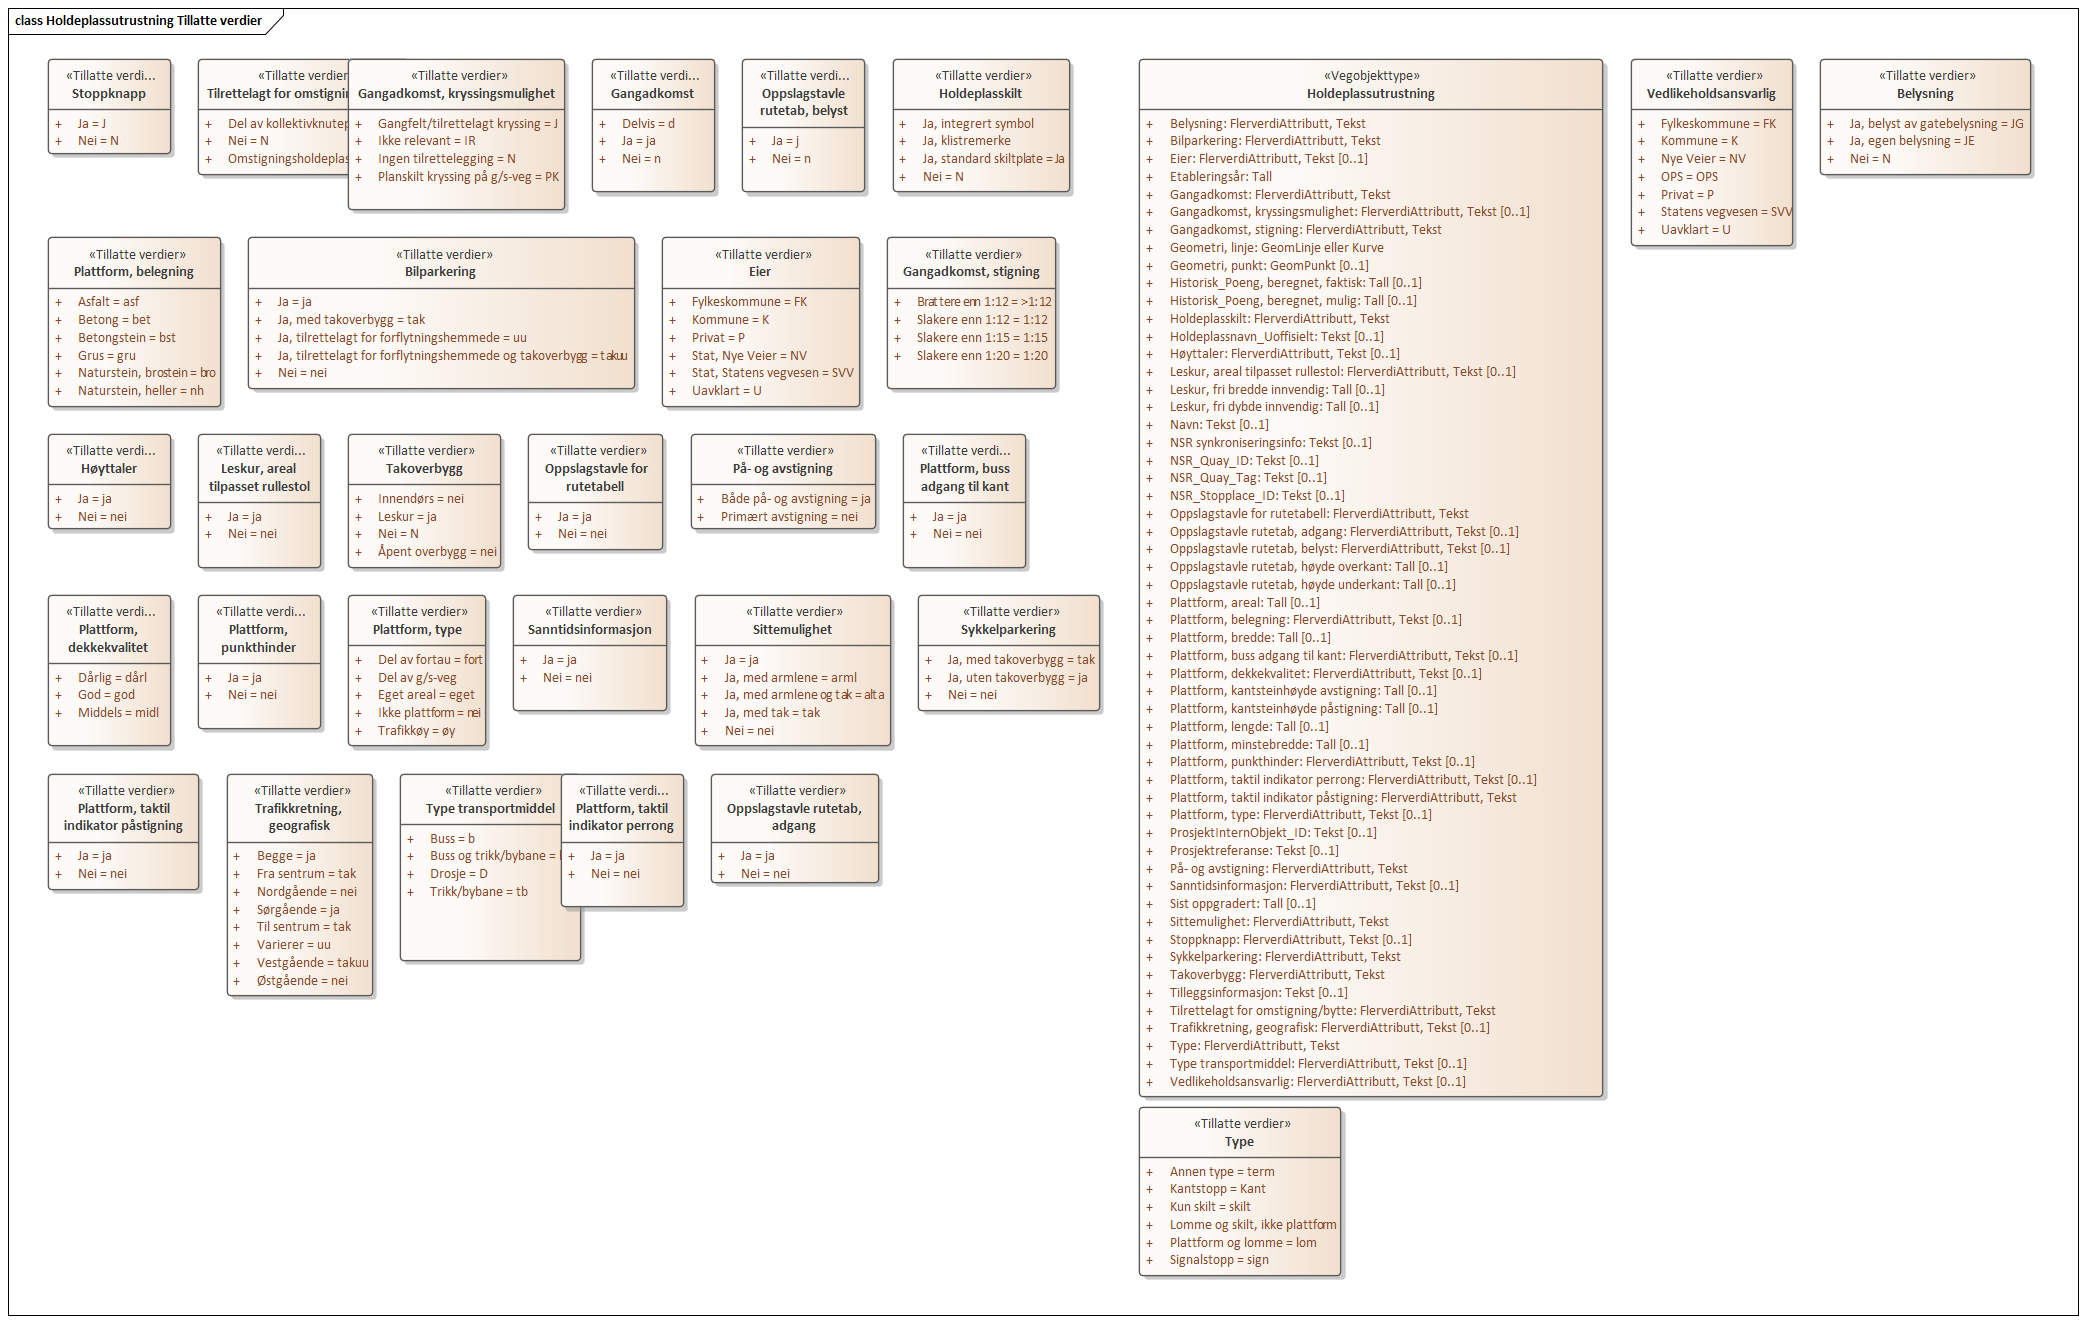 class Holdeplassutrustning Tillatte verdier
«Tillatte verdi...
Stoppknapp
+ Ja = J
+ Nei = N
«Tillatte verdier
Tilrettelagt for
+ Del av
+ Nei = N
+
«Tillatte verdier»
Gangadkomst, kryssingsmulighet
+ Gangfelt/tilrettelagt kryssing = J
+ Ikke relevant = IR
+ Ingen tilrettelegging = N
+ Planskilt kryssing på g/s-veg = PK
«Tillatte verdi...
Gangadkomst
+ Delvis = d
+ Ja = ja
+ Nei = n
«Tillatte verdi...
Oppslagstavle
rutetab, belyst
+ Ja = j
+ Nei = n
«Tillatte verdier»
Holdeplasskilt
+ Ja, integrert symbol
+ Ja, klistremerke
+ Ja, standard skiltplate = Ja
+ Nei = N
«Vegobjekttype»
Holdeplassutrustning
+ Belysning: FlerverdiAttributt, Tekst
+ Bilparkering: FlerverdiAttributt, Tekst
+ Eier: FlerverdiAttributt, Tekst [0..1]
+ Etableringsår: Tall
+ Gangadkomst: FlerverdiAttributt, Tekst
+ Gangadkomst, kryssingsmulighet: FlerverdiAttributt, Tekst [0..1]
+ Gangadkomst, stigning: FlerverdiAttributt, Tekst
+ Geometri, linje: GeomLinje eller Kurve
+ Geometri, punkt: GeomPunkt [0..1]
+ Historisk_Poeng, beregnet, faktisk: Tall [0..1]
+ Historisk_Poeng, beregnet, mulig: Tall [0..1]
+ Holdeplasskilt: FlerverdiAttributt, Tekst
+ Holdeplassnavn_Uoffisielt: Tekst [0..1]
+ Høyttaler: FlerverdiAttributt, Tekst [0..1]
+ Leskur, areal tilpasset rullestol: FlerverdiAttributt, Tekst [0..1]
+ Leskur, fri bredde innvendig: Tall [0..1]
+ Leskur, fri dybde innvendig: Tall [0..1]
+ Navn: Tekst [0..1]
+ NSR synkroniseringsinfo: Tekst [0..1]
+ NSR_Quay_ID: Tekst [0..1]
+ NSR_Quay_Tag: Tekst [0..1]
+ NSR_Stopplace_ID: Tekst [0..1]
+ Oppslagstavle for rutetabell: FlerverdiAttributt, Tekst
+ Oppslagstavle rutetab, adgang: FlerverdiAttributt, Tekst [0..1]
+ Oppslagstavle rutetab, belyst: FlerverdiAttributt, Tekst [0..1]
+ Oppslagstavle rutetab, høyde overkant: Tall [0..1]
+ Oppslagstavle rutetab, høyde underkant: Tall [0..1]
+ Plattform, areal: Tall [0..1]
+ Plattform, belegning: FlerverdiAttributt, Tekst [0..1]
+ Plattform, bredde: Tall [0..1]
+ Plattform, buss adgang til kant: FlerverdiAttributt, Tekst [0..1]
+ Plattform, dekkekvalitet: FlerverdiAttributt, Tekst [0..1]
+ Plattform, kantsteinhøyde avstigning: Tall [0..1]
+ Plattform, kantsteinhøyde påstigning: Tall [0..1]
+ Plattform, lengde: Tall [0..1]
+ Plattform, minstebredde: Tall [0..1]
+ Plattform, punkthinder: FlerverdiAttributt, Tekst [0..1]
+ Plattform, taktil indikator perrong: FlerverdiAttributt, Tekst [0..1]
+ Plattform, taktil indikator påstigning: FlerverdiAttributt, Tekst
+ Plattform, type: FlerverdiAttributt, Tekst [0..1]
+ ProsjektInternObjekt_ID: Tekst [0..1]
+ Prosjektreferanse: Tekst [0..1]
+ På- og avstigning: FlerverdiAttributt, Tekst
+ Sanntidsinformasjon: FlerverdiAttributt, Tekst [0..1]
+ Sist oppgradert: Tall [0..1]
+ Sittemulighet: FlerverdiAttributt, Tekst
+ Stoppknapp: FlerverdiAttributt, Tekst [0..1]
+ Sykkelparkering: FlerverdiAttributt, Tekst
+ Takoverbygg: FlerverdiAttributt, Tekst
+ Tilleggsinformasjon: Tekst [0..1]
+ Tilrettelagt for omstigning/bytte: FlerverdiAttributt, Tekst
+ Trafikkretning, geografisk: FlerverdiAttributt, Tekst [0..1]
+ Type: FlerverdiAttributt, Tekst
+ Type transportmiddel: FlerverdiAttributt, Tekst [0..1]
+ Vedlikeholdsansvarlig: FlerverdiAttributt, Tekst [0..1]
«Tillatte verdier»
Vedlikeholdsansvarlig
+ Fylkeskommune = FK
+ Kommune = K
+ Nye Veier = NV
+ OPS = OPS
+ Privat = P
+ Statens vegvesen = SVV
+ Uavklart = U
«Tillatte verdier»
Belysning
+ Ja, belyst av gatebelysning = JG
+ Ja, egen belysning = JE
+ Nei = N
«Tillatte verdier»
Plattform, belegning
+ Asfalt = asf
+ Betong = bet
+ Betongstein = bst
+ Grus = gru
+ Naturstein, brostein = bro
+ Naturstein, heller = nh
«Tillatte verdier»
Bilparkering
+ Ja = ja
+ Ja, med takoverbygg = tak
+ Ja, tilrettelagt for forflytningshemmede = uu
+ Ja, tilrettelagt for forflytningshemmede og takoverbygg = takuu
+ Nei = nei
«Tillatte verdier»
Eier
+ Fylkeskommune = FK
+ Kommune = K
+ Privat = P
+ Stat, Nye Veier = NV
+ Stat, Statens vegvesen = SVV
+ Uavklart = U
«Tillatte verdier»
Gangadkomst, stigning
+ Brattere enn 1:12 = >1:12
+ Slakere enn 1:12 = 1:12
+ Slakere enn 1:15 = 1:15
+ Slakere enn 1:20 = 1:20
«Tillatte verdi...
Høyttaler
+ Ja = ja
+ Nei = nei
«Tillatte verdi...
Leskur, areal
tilpasset rullestol
+ Ja = ja
+ Nei = nei
«Tillatte verdier»
Takoverbygg
+ Innendørs = nei
+ Leskur = ja
+ Nei = N
+ Åpent overbygg = nei
«Tillatte verdier»
Oppslagstavle for
rutetabell
+ Ja = ja
+ Nei = nei
«Tillatte verdier»
På- og avstigning
+ Både på- og avstigning = ja
+ Primært avstigning = nei
«Tillatte verdi...
Plattform, buss
adgang til kant
+ Ja = ja
+ Nei = nei
«Tillatte verdi...
Plattform,
dekkekvalitet
+ Dårlig = dårl
+ God = god
+ Middels = midl
«Tillatte verdi...
Plattform,
punkthinder
+ Ja = ja
+ Nei = nei
«Tillatte verdier»
Plattform, type
+ Del av fortau = fort
+ Del av g/s-veg
+ Eget areal = eget
+ Ikke plattform = nei
+ Trafikkøy = øy
«Tillatte verdier»
Sanntidsinformasjon
+ Ja = ja
+ Nei = nei
«Tillatte verdier»
Sittemulighet
+ Ja = ja
+ Ja, med armlene = arml
+ Ja, med armlene og tak = alta
+ Ja, med tak = tak
+ Nei = nei
«Tillatte verdier»
Sykkelparkering
+ Ja, med takoverbygg = tak
+ Ja, uten takoverbygg = ja
+ Nei = nei
«Tillatte verdier»
Plattform, taktil
indikator påstigning
+ Ja = ja
+ Nei = nei
«Tillatte verdier»
Trafikkretning,
geografisk
+ Begge = ja
+ Fra sentrum = tak
+ Nordgående = nei
+ Sørgående = ja
+ Til sentrum = tak
+ Varierer = uu
+ Vestgående = takuu
+ Østgående = nei
«Tillatte verdier»
Type transportmiddel
+ Buss = b
+ Buss og trikk/bybane =
+ Drosje = D
+ Trikk/bybane = tb
«Tillatte verdi...
Plattform, taktil
indikator perrong
+ Ja = ja
+ Nei = nei
«Tillatte verdier»
Oppslagstavle rutetab,
adgang
+ Ja = ja
+ Nei = nei
«Tillatte verdier»
Type
+ Annen type = term
+ Kantstopp = Kant
+ Kun skilt = skilt
+ Lomme og skilt, ikke plattform
+ Plattform og lomme = lom
+ Signalstopp = sign